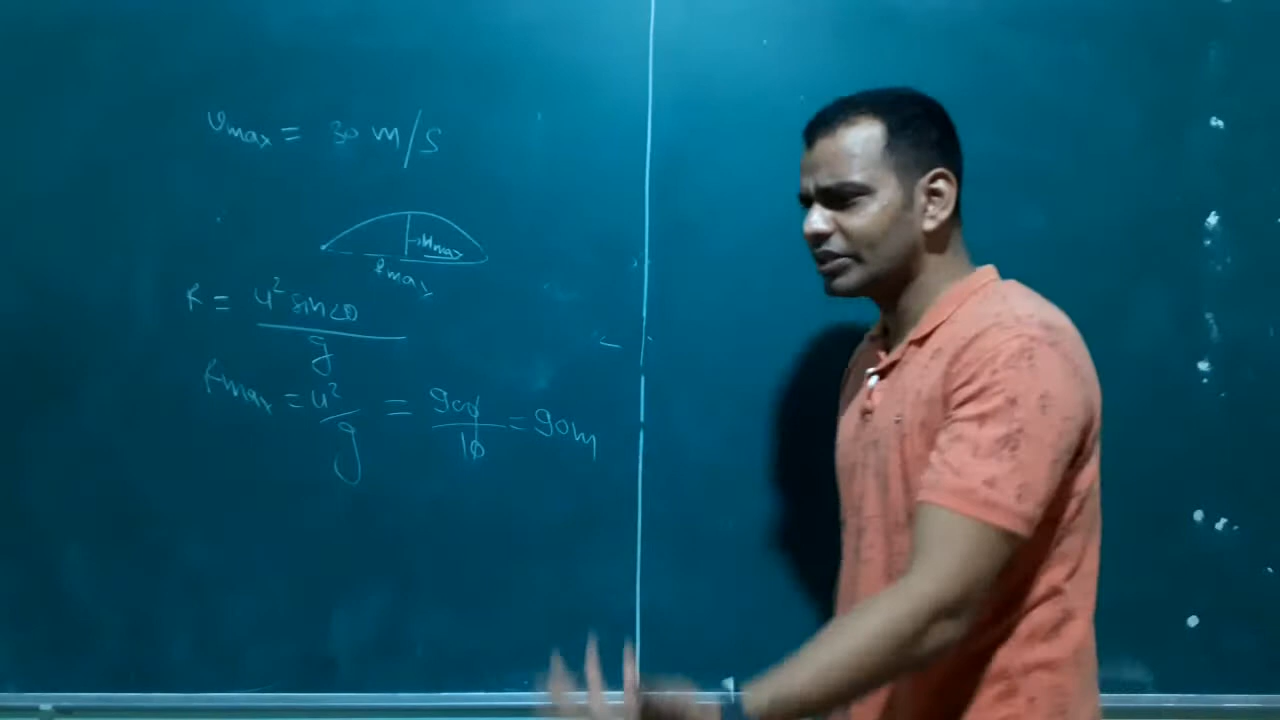 vmax = 30 m/s
Hmax
Rmax
R = u² sin2θ / g
Rmax = u²/g = 900/10 = 90m